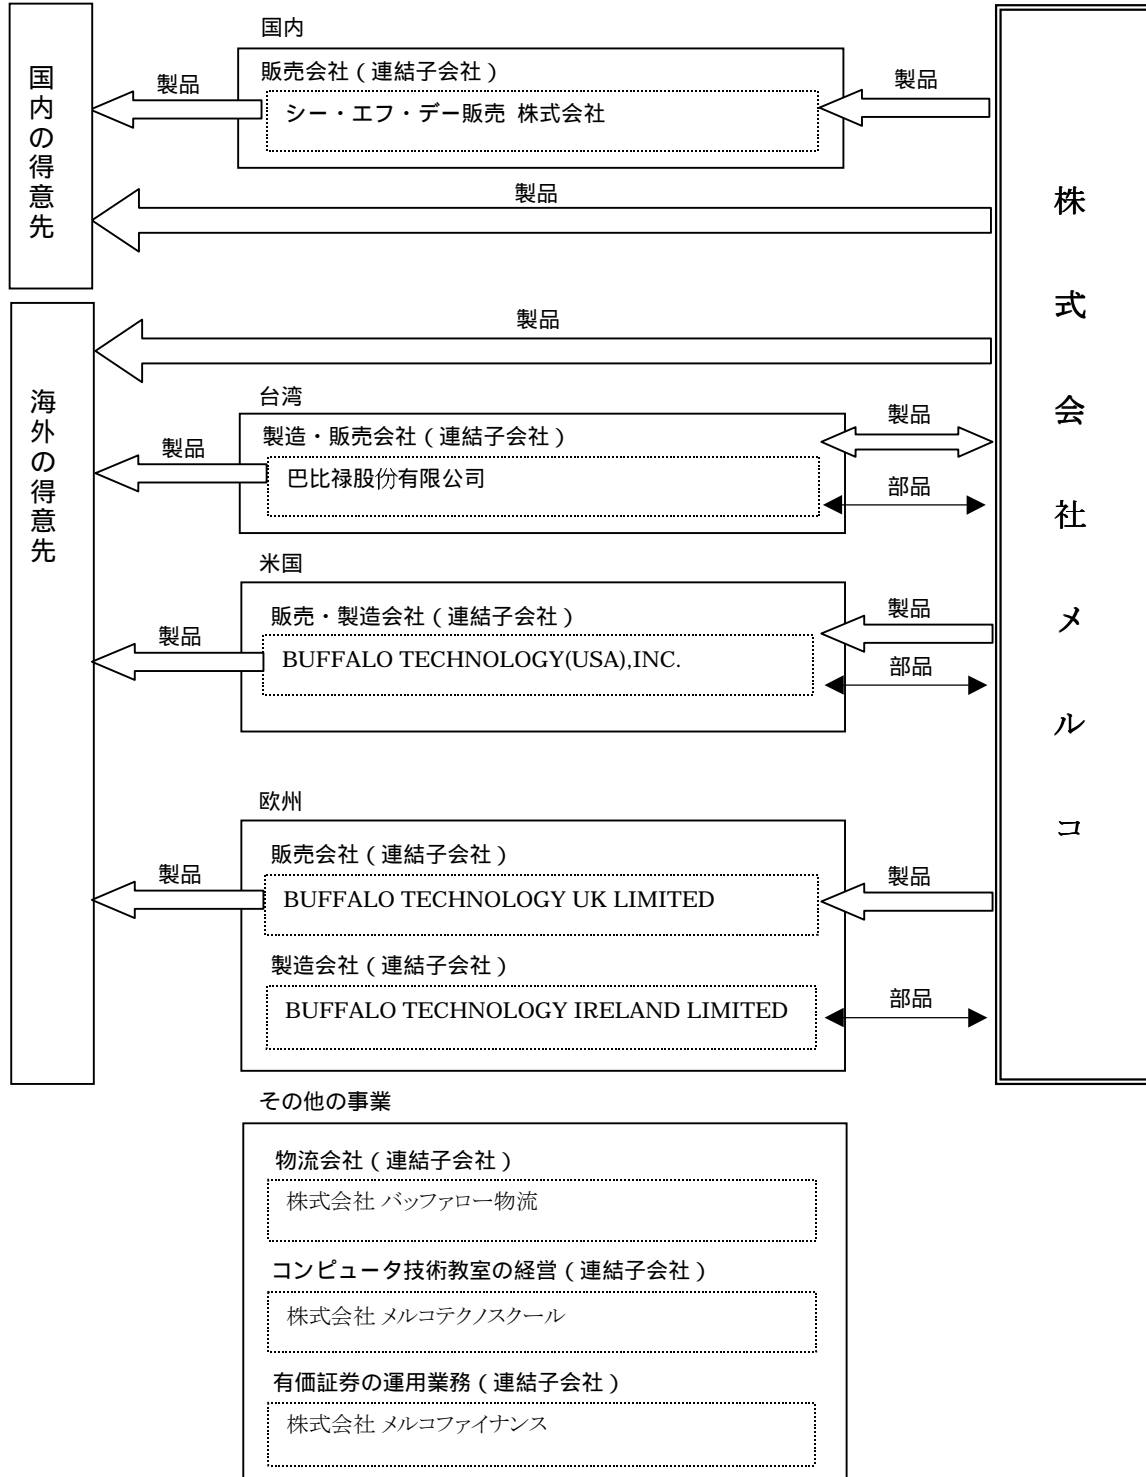 国内
販売会社（連結子会社）
シー・エフ・デー販売 株式会社
製品
製品
国内の得意先
製品
株式会社メルコ
製品
海外の得意先
台湾
製造・販売会社（連結子会社）
巴比禄股份有限公司
製品
製品
部品
米国
販売・製造会社（連結子会社）
BUFFALO TECHNOLOGY(USA),INC.
製品
製品
部品
欧州
販売会社（連結子会社）
BUFFALO TECHNOLOGY UK LIMITED
製品
製品
製造会社（連結子会社）
BUFFALO TECHNOLOGY IRELAND LIMITED
部品
その他の事業
物流会社（連結子会社）
株式会社 バッファロー物流
コンピュータ技術教室の経営（連結子会社）
株式会社 メルコテクノスクール
有価証券の運用業務（連結子会社）
株式会社 メルコファイナンス